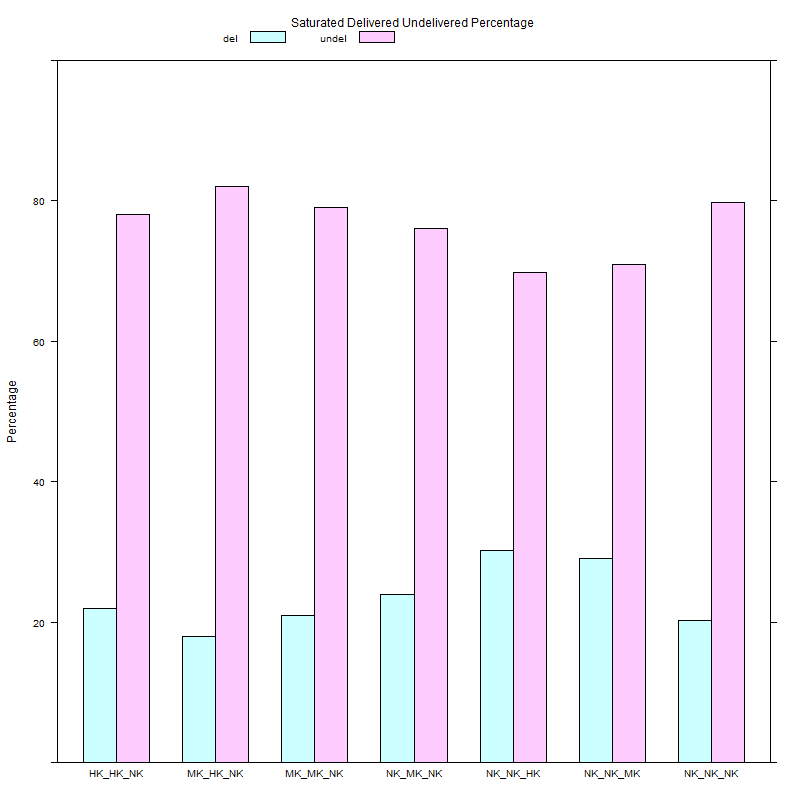 Saturated Delivered Undelivered Percentage
del undel
80
60
40
20
Percentage
HK_HK_NK MK_HK_NK MK_MK_NK NK_MK_NK NK_NK_HK NK_NK_MK NK_NK_NK